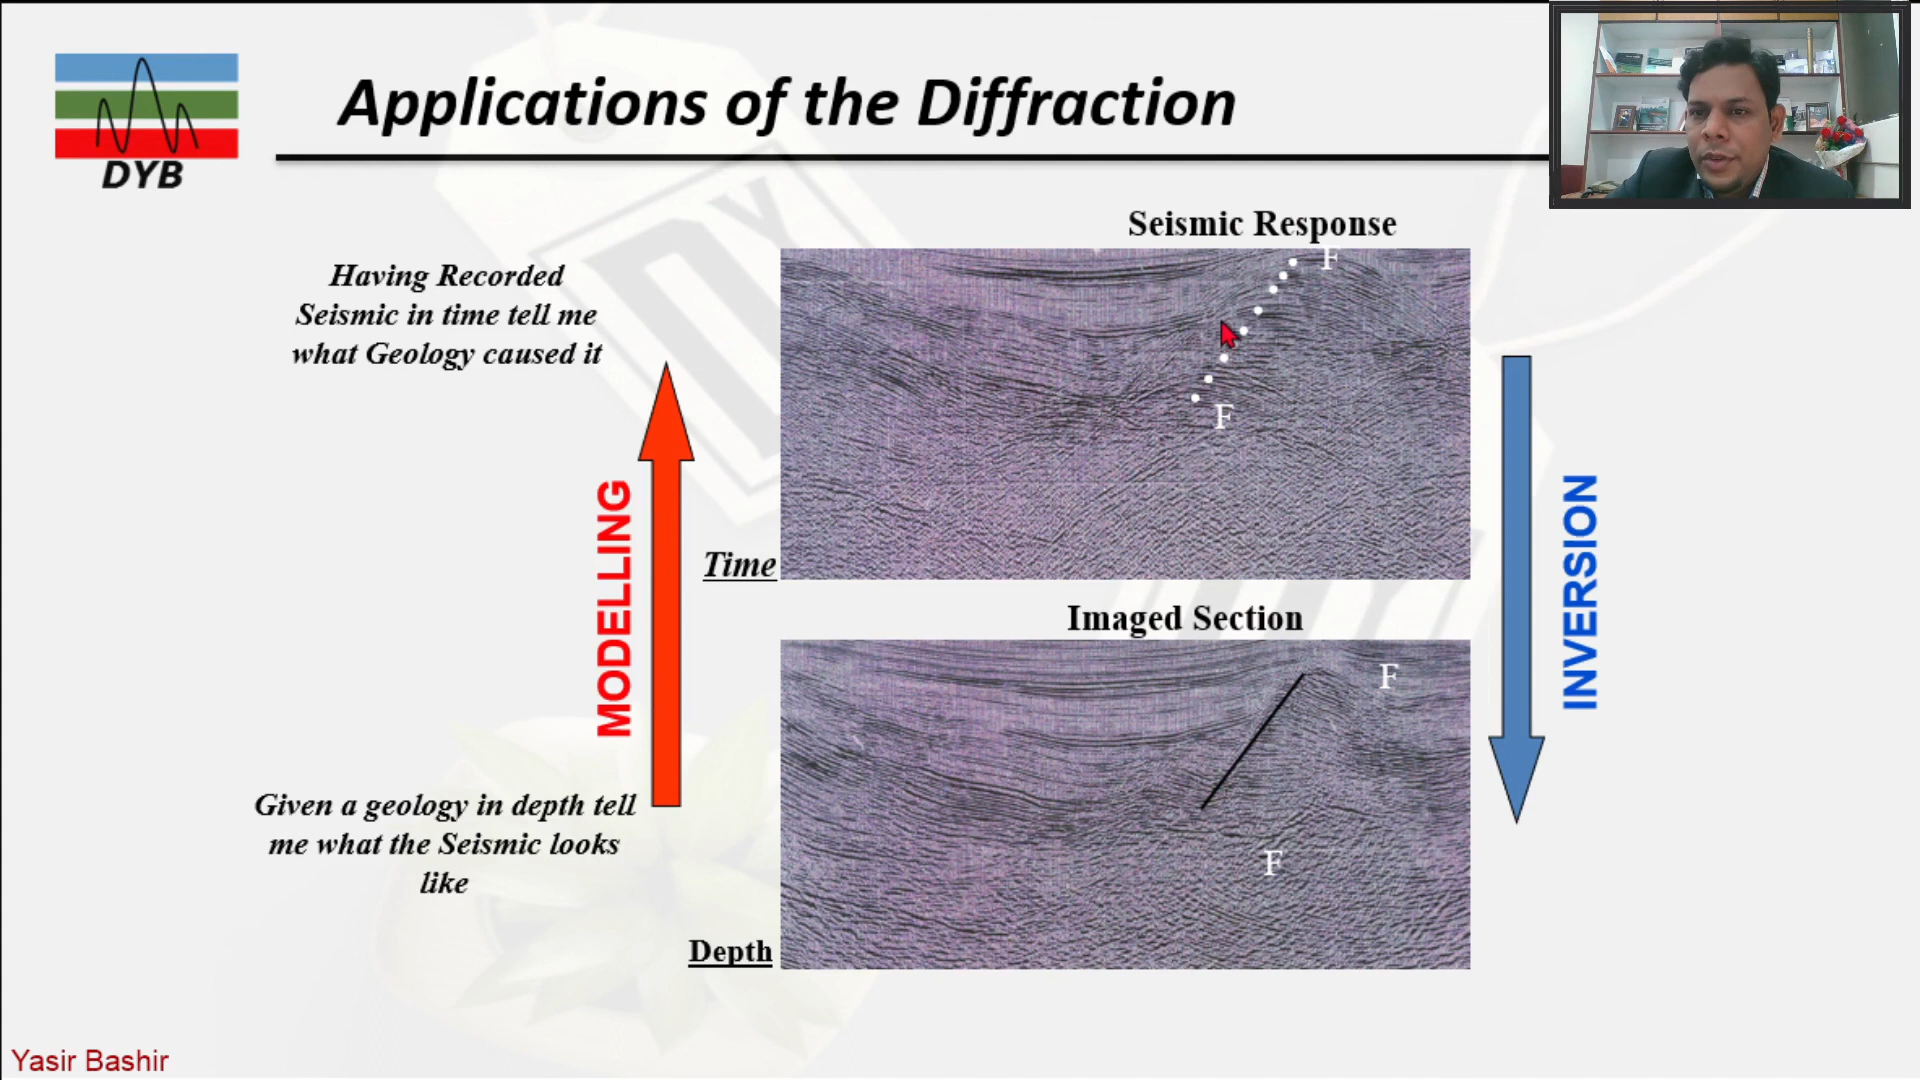 DYB
Applications of the Diffraction
Seismic Response
Having Recorded
Seismic in time tell me
what Geology caused it
F
F
MODELLING
INVERSION
Time
Imaged Section
F
Given a geology in depth tell
me what the Seismic looks
like
F
Depth
Yasir Bashir